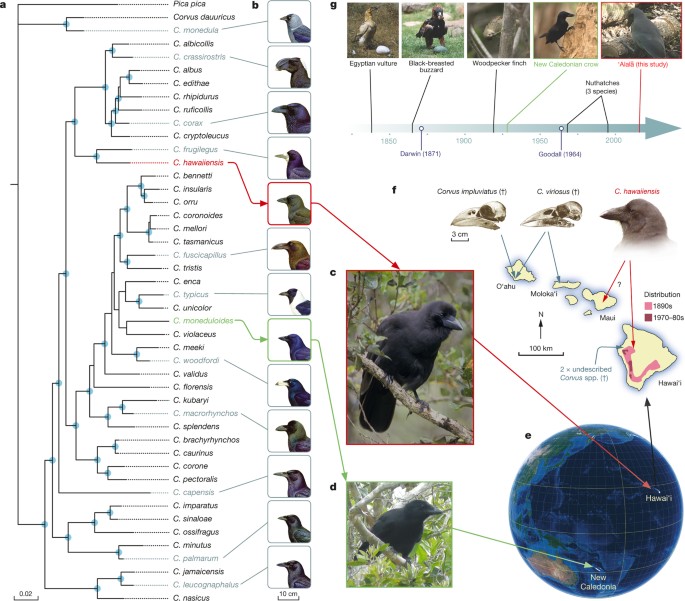 a
Pica pica
Corvus dauuricus
C. monedula
C. albicollis
C. crassirostris
C. albus
C. edithae
C. rhipidurus
C. ruficollis
C. corax
C. cryptoleucus
C. frugilegus
C. hawaiiensis
C. bennetti
C. insularis
C. orru
C. coronoides
C. mellori
C. tasmanicus
C. fuscicapillus
C. tristis
C. enca
C. typicus
C. unicolor
C. moneduloides
C. violaceus
C. meeki
C. woodfordi
C. validus
C. florensis
C. kubaryi
C. macrorhynchos
C. splendens
C. brachyrhynchos
C. caurinus
C. corone
C. pectoralis
C. capensis
C. imparatus
C. sinaloae
C. ossifragus
C. minutus
C. palmarum
C. jamaicensis
C. leucognaphalus
C. nasicus
0.02
b
10 cm
g
Egyptian vulture
Black-breasted
buzzard
Woodpecker finch
New Caledonian crow
'Alalā (this study)
Nuthatches
(3 species)
1850
1900
1950
2000
Darwin (1871)
Goodall (1964)
f
Corvus impluviatus (†)
C. viriosus (†)
C. hawaiiensis
3 cm
O'ahu
Moloka'i
Maui
?
Distribution
1890s
1970–80s
N
100 km
2 × undescribed
Corvus spp. (†)
Hawai'i
c
d
e
Hawai'i
New
Caledonia